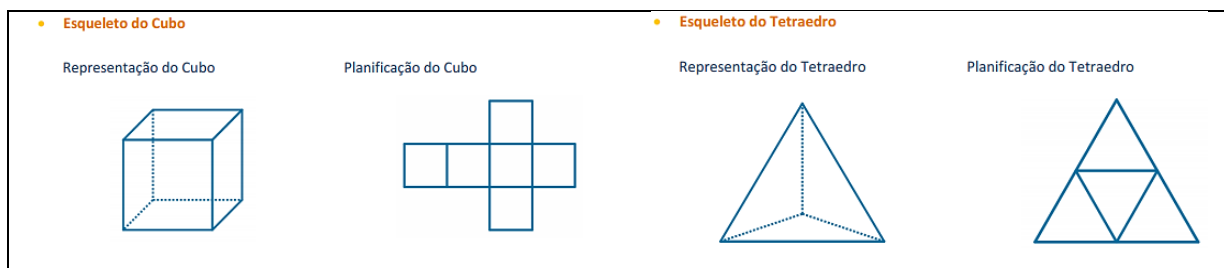 Esqueleto do Cubo
Representação do Cubo
Planificação do Cubo
Esqueleto do Tetraedro
Representação do Tetraedro
Planificação do Tetraedro